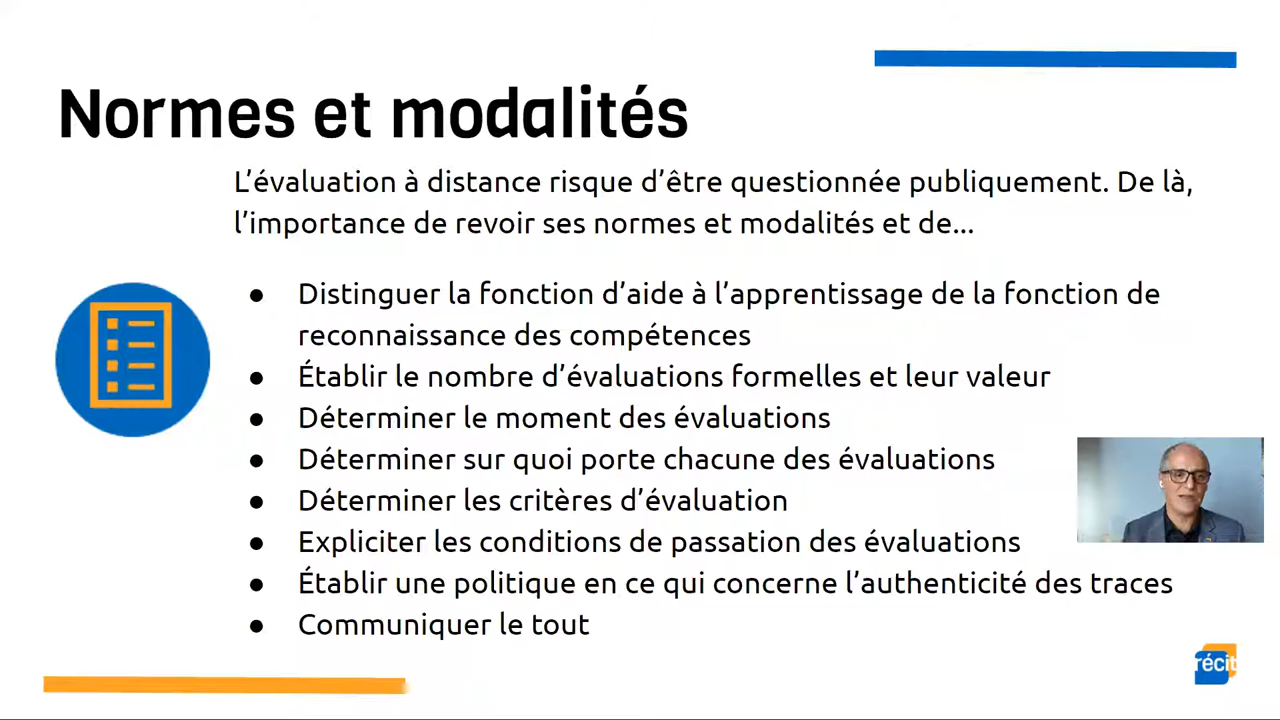 Normes et modalités
L’évaluation à distance risque d’être questionnée publiquement. De là,
l’importance de revoir ses normes et modalités et de...
● Distinguer la fonction d’aide à l’apprentissage de la fonction de
reconnaissance des compétences
● Établir le nombre d’évaluations formelles et leur valeur
● Déterminer le moment des évaluations
● Déterminer sur quoi porte chacune des évaluations
● Déterminer les critères d’évaluation
● Expliciter les conditions de passation des évaluations
● Établir une politique en ce qui concerne l’authenticité des traces
● Communiquer le tout
récit